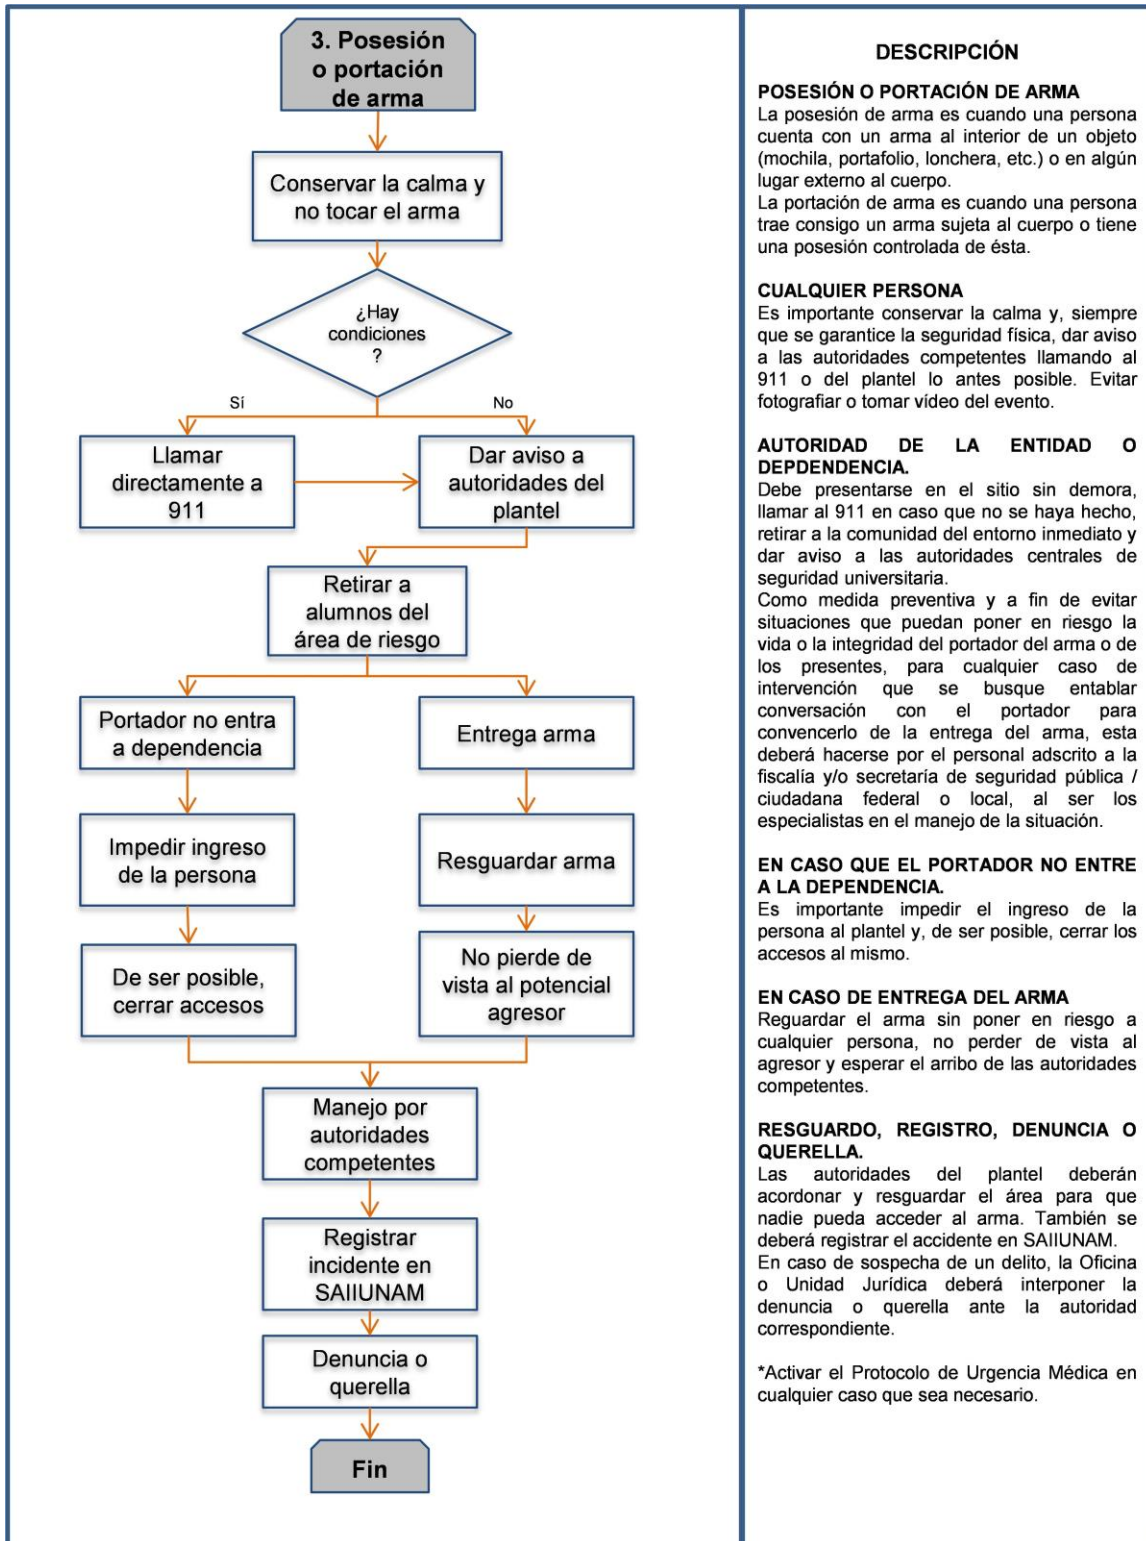 3. Posesión
o portación
de arma
Conservar la calma y
no tocar el arma
¿Hay
condiciones
?
Sí
No
Llamar
directamente a
911
Dar aviso a
autoridades del
plantel
Retirar a
alumnos del
área de riesgo
Portador no entra
a dependencia
Entrega arma
Impedir ingreso
de la persona
Resguardar arma
De ser posible,
cerrar accesos
No pierde de
vista al potencial
agresor
Manejo por
autoridades
competentes
Registrar
incidente en
SAIIUNAM
Denuncia o
querella
Fin
DESCRIPCIÓN
POSESIÓN O PORTACIÓN DE ARMA
La posesión de arma es cuando una persona
cuenta con un arma al interior de un objeto
(mochila, portafolio, lonchera, etc.) o en algún
lugar externo al cuerpo.
La portación de arma es cuando una persona
trae consigo un arma sujeta al cuerpo o tiene
una posesión controlada de ésta.
CUALQUIER PERSONA
Es importante conservar la calma y, siempre
que se garantice la seguridad física, dar aviso
a las autoridades competentes llamando al
911 o del plantel lo antes posible. Evitar
fotografiar o tomar vídeo del evento.
AUTORIDAD DE LA ENTIDAD O
DEPDENDENCIA.
Debe presentarse en el sitio sin demora,
llamar al 911 en caso que no se haya hecho,
retirar a la comunidad del entorno inmediato y
dar aviso a las autoridades centrales de
seguridad universitaria.
Como medida preventiva y a fin de evitar
situaciones que puedan poner en riesgo la
vida o la integridad del portador del arma o de
los presentes, para cualquier caso de
intervención que se busque entablar
conversación con el portador para
convencerlo de la entrega del arma, esta
deberá hacerse por el personal adscrito a la
fiscalía y/o secretaría de seguridad pública /
ciudadana federal o local, al ser los
especialistas en el manejo de la situación.
EN CASO QUE EL PORTADOR NO ENTRE
A LA DEPENDENCIA.
Es importante impedir el ingreso de la
persona al plantel y, de ser posible, cerrar los
accesos al mismo.
EN CASO DE ENTREGA DEL ARMA
Reguardar el arma sin poner en riesgo a
cualquier persona, no perder de vista al
agresor y esperar el arribo de las autoridades
competentes.
RESGUARDO, REGISTRO, DENUNCIA O
QUERELLA.
Las autoridades del plantel deberán
acordonar y resguardar el área para que
nadie pueda acceder al arma. También se
deberá registrar el accidente en SAIIUNAM.
En caso de sospecha de un delito, la Oficina
o Unidad Jurídica deberá interponer la
denuncia o querella ante la autoridad
correspondiente.
*Activar el Protocolo de Urgencia Médica en
cualquier caso que sea necesario.